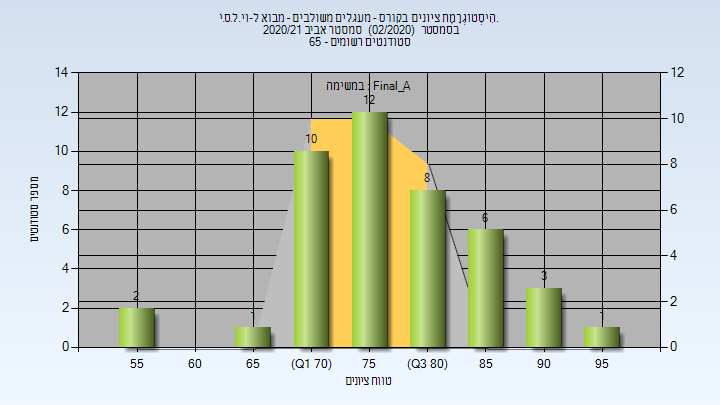 .הִיסְטוֹגְרָמַת ציונים בקורס - מעגלים משולבים - מבוא ל-וי.ל.ס.י
בסמסטר (02/2020) סמסטר אביב 2020/21
סטודנטים רשומים - 65
במשימה : Final_A
14 12 10 8 6 4 2 0
12 10 8 6 4 2 0
2 1 10 12 8 6 3 1
55 60 65 (Q1 70) 75 (Q3 80) 85 90 95
מספר סטודנטים
טווח ציונים